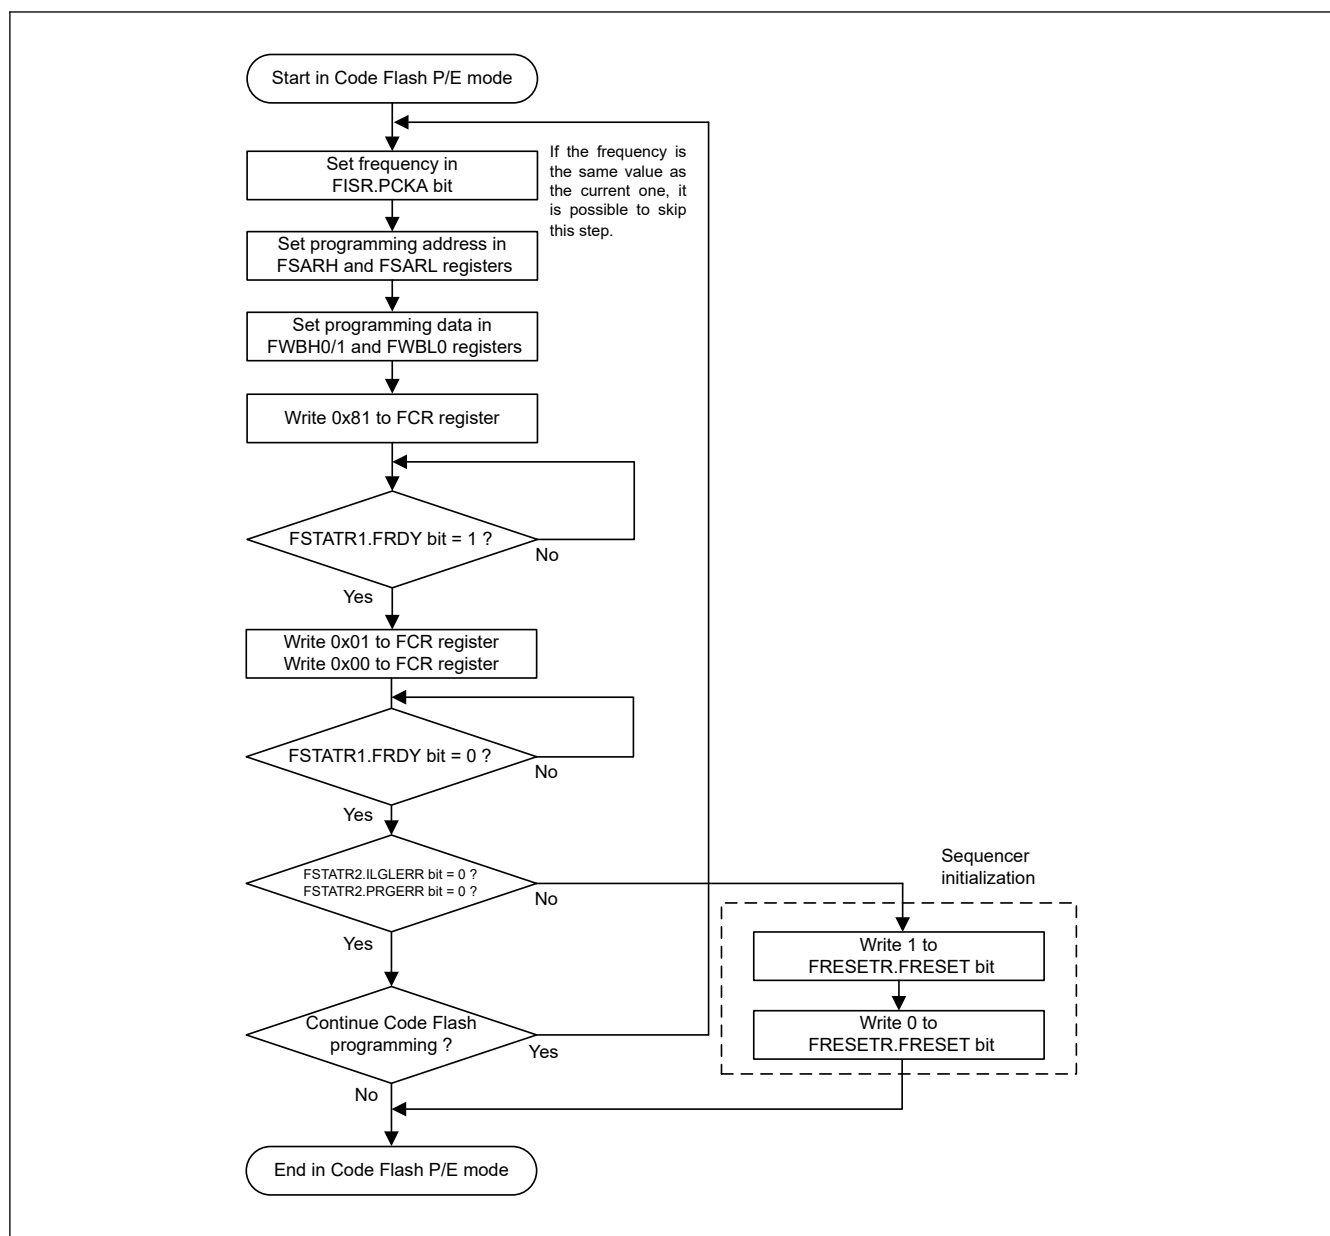 Start in Code Flash P/E mode
Set frequency in
FISR.PCKA bit
If the frequency is
the same value as
the current one, it
is possible to skip
this step.
Set programming address in
FSARH and FSARL registers
Set programming data in
FWBH0/1 and FWBL0 registers
Write 0x81 to FCR register
FSTATR1.FRDY bit = 1 ?
No
Yes
Write 0x01 to FCR register
Write 0x00 to FCR register
FSTATR1.FRDY bit = 0 ?
No
Yes
FSTATR2.ILGLERR bit = 0 ?
FSTATR2.PRGERR bit = 0 ?
No
Yes
Sequencer
initialization
Write 1 to
FRESETR.FRESET bit
Write 0 to
FRESETR.FRESET bit
Continue Code Flash
programming ?
Yes
No
End in Code Flash P/E mode